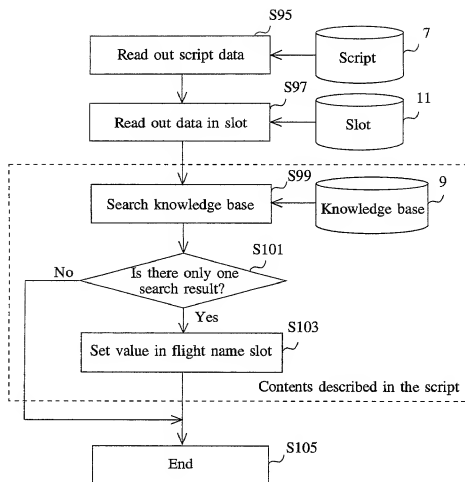 S95
7
Read out script data
Script
S97
11
Read out data in slot
Slot
S99
9
Search knowledge base
Knowledge base
S101
No
Is there only one
search result?
Yes
S103
Set value in flight name slot
Contents described in the script
S105
End